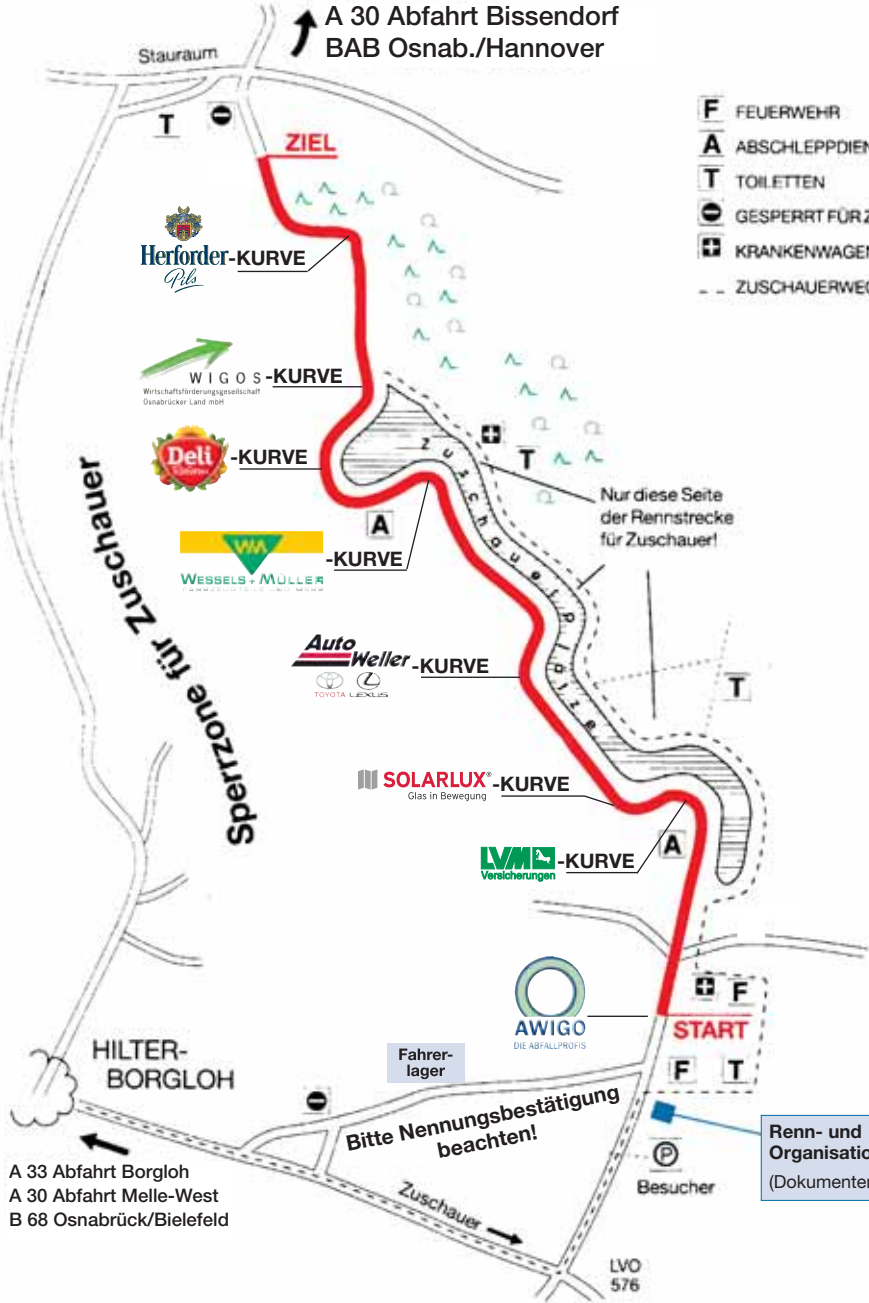 A 30 Abfahrt Bissendorf
BAB Osnab./Hannover
Stauraum
T
ZIEL
F FEUERWEHR
A ABSCHLEPPDIEN
T TOILETTEN
GESPERRT FÜR Z
KRANKENWAGEN
ZUSCHAUERWEG
Herforder -KURVE
Pils
WIGOS -KURVE
Wirtschaftsförderungsgesellschaft
Osnabrücker Land mbH
Deli -KURVE
T
A
Nur diese Seite
der Rennstrecke
für Zuschauer!
Zuschauerplätze
WESSELS + MÜLLER -KURVE
Sperrzone für Zuschauer
Auto
Weller -KURVE
TOYOTA LEXUS
T
SOLARLUX® -KURVE
Glas in Bewegung
A
LVM -KURVE
Versicherungen
F
AWIGO
DIE ABFALLPROFIS
START
F T
HILTER-
BORGLOH
Fahrer-
lager
Bitte Nennungsbestätigung
beachten!
Renn- und
Organisatio
(Dokumenten
P
Besucher
A 33 Abfahrt Borgloh
A 30 Abfahrt Melle-West
B 68 Osnabrück/Bielefeld
Zuschauer
LVO
576